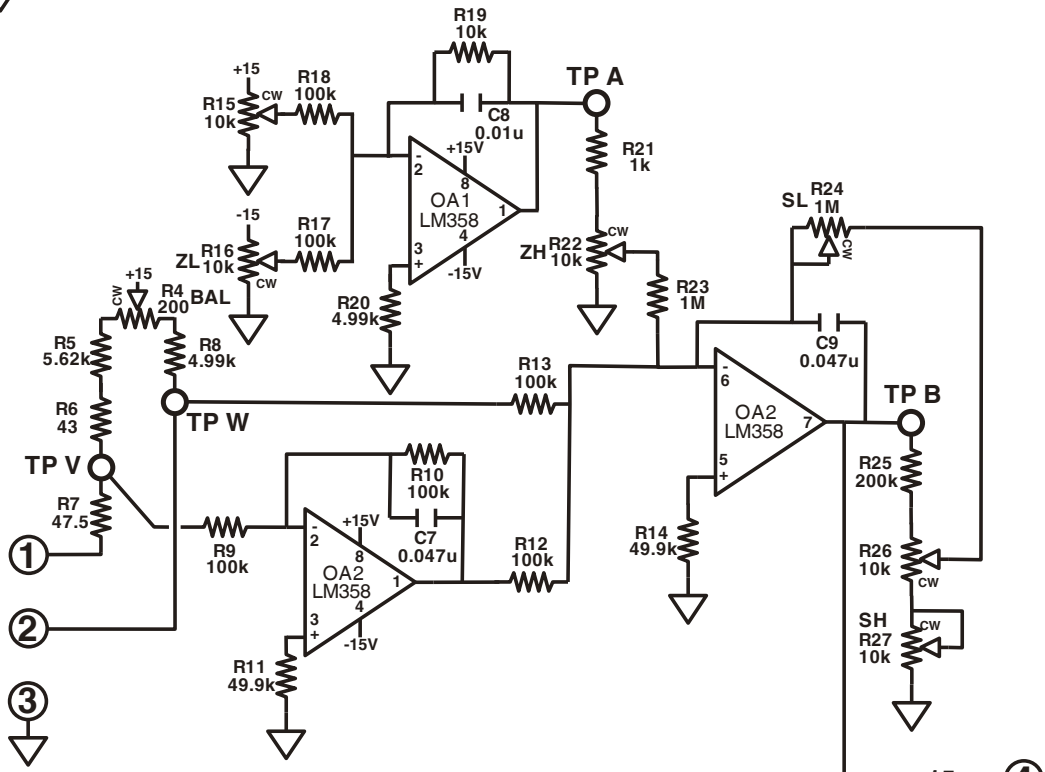 R19
10k
TP A
+15
CW
R18
100k
R15
10k
C8
0.01u
+15V
-
2
8
OA1
LM358
1
3
+
4
-15V
R21
1k
-15
R17
100k
ZL R16
10k
CW
R20
4.99k
CW
ZH R22
10k
R23
1M
SL R24
1M
CW
C9
0.047u
+15
CW
R4
200
BAL
R5
5.62k
R8
4.99k
R6
43
TP W
TP V
R7
47.5
R13
100k
-
6
OA2
LM358
7
5
+
TP B
R25
200k
R14
49.9k
R26
10k
CW
R10
100k
C7
0.047u
R9
100k
+15V
-
2
8
OA2
LM358
1
3
+
4
-15V
R12
100k
R11
49.9k
SH
CW
R27
10k
1
2
3